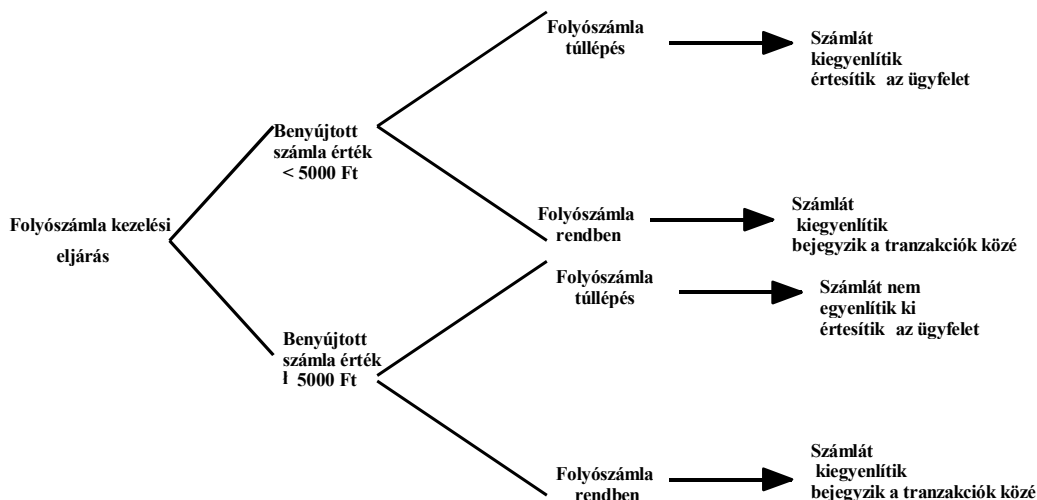 Folyószámla kezelési
eljárás
Benyújtott
számla érték
< 5000 Ft
Benyújtott
számla érték
ł 5000 Ft
Folyószámla
túllépés
Számlát
kiegyenlítik
értesítik az ügyfelet
Folyószámla
rendben
Számlát
kiegyenlítik
bejegyzik a tranzakciók közé
Folyószámla
túllépés
Számlát nem
egyenlítik ki
értesítik az ügyfelet
Folyószámla
rendben
Számlát
kiegyenlítik
bejegyzik a tranzakciók közé